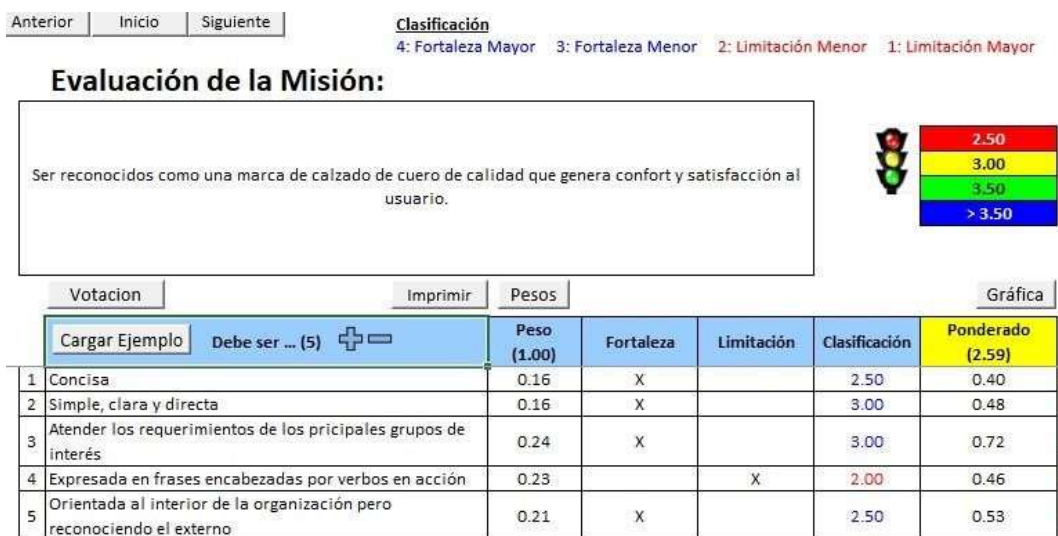 Anterior Inicio Siguiente
Clasificación
4: Fortaleza Mayor 3: Fortaleza Menor 2: Limitación Menor 1: Limitación Mayor
Evaluación de la Misión:
Ser reconocidos como una marca de calzado de cuero de calidad que genera confort y satisfacción al
usuario.
2.50
3.00
3.50
> 3.50
Votacion Imprimir Pesos Gráfica
Cargar Ejemplo Debe ser ... (5) Peso (1.00) Fortaleza Limitación Clasificación Ponderado (2.59)
1 Concisa 0.16 X 2.50 0.40
2 Simple, clara y directa 0.16 X 3.00 0.48
3 Atender los requerimientos de los pricipales grupos de
interés 0.24 X 3.00 0.72
4 Expresada en frases encabezadas por verbos en acción 0.23 X 2.00 0.46
5 Orientada al interior de la organización pero
reconociendo el externo 0.21 X 2.50 0.53